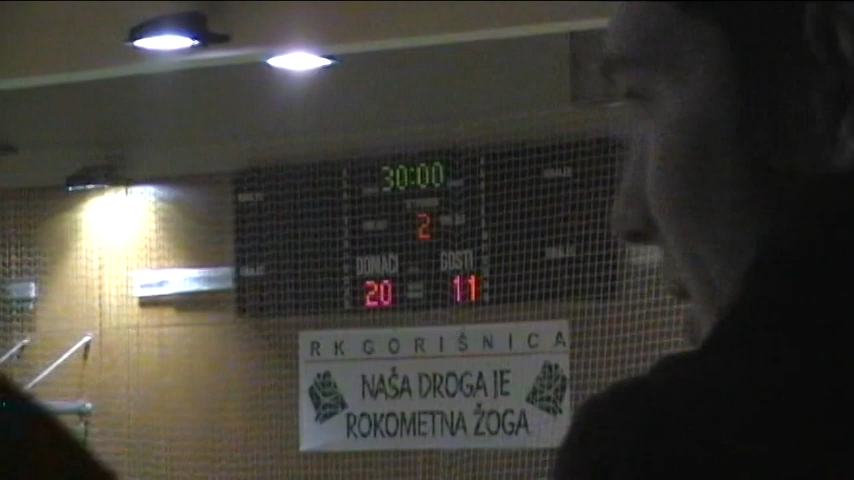 30:00
2
DOMAČI GOSTI
20 11
RK GORIŠNICA
NAŠA DROGA JE
ROKOMETNA ŽOGA